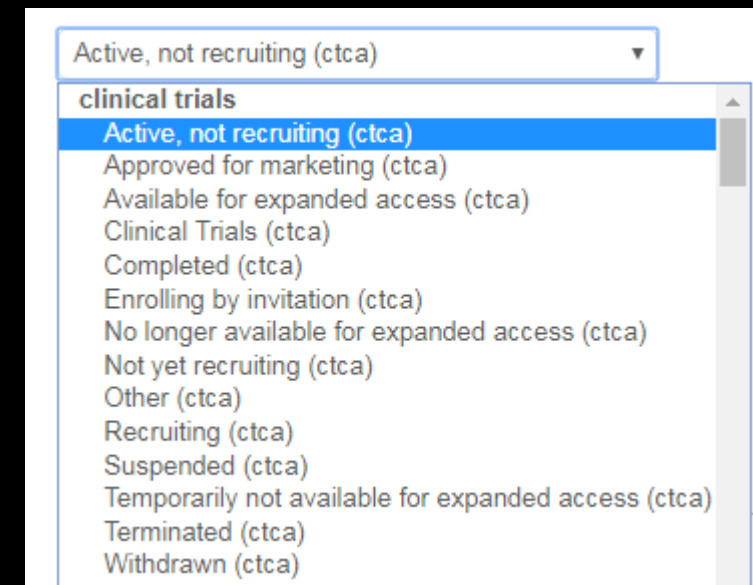 Active, not recruiting (ctca)
clinical trials
Active, not recruiting (ctca)
Approved for marketing (ctca)
Available for expanded access (ctca)
Clinical Trials (ctca)
Completed (ctca)
Enrolling by invitation (ctca)
No longer available for expanded access (ctca)
Not yet recruiting (ctca)
Other (ctca)
Recruiting (ctca)
Suspended (ctca)
Temporarily not available for expanded access (ctca)
Terminated (ctca)
Withdrawn (ctca)